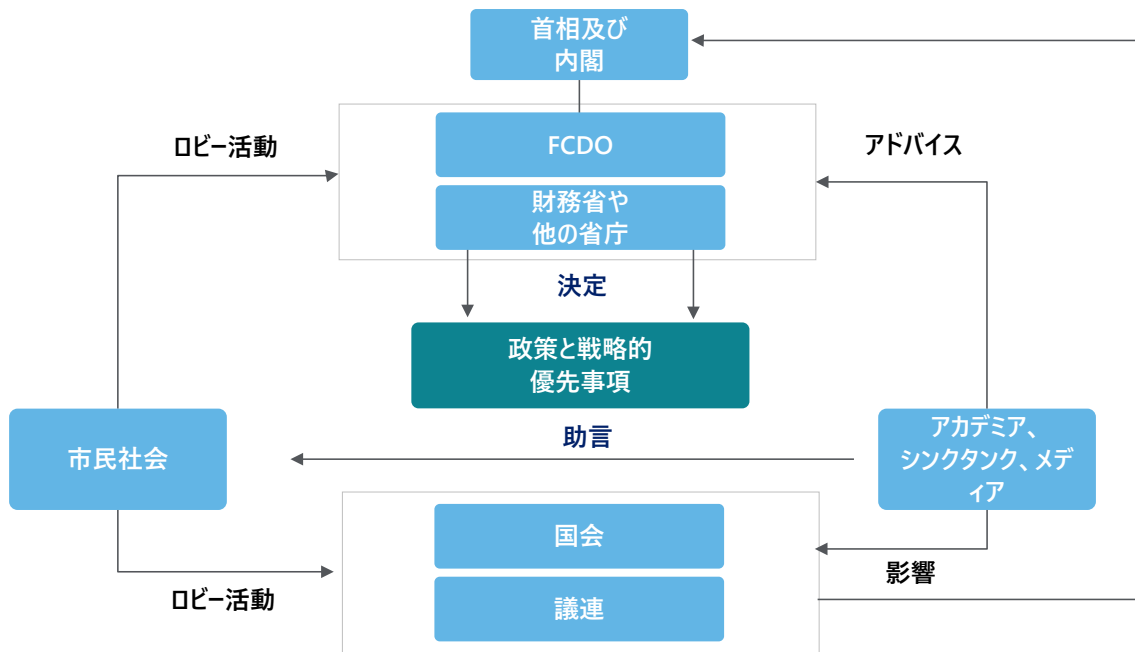 首相及び
内閣
ロビー活動
FCDO
アドバイス
財務省や
他の省庁
決定
政策と戦略的
優先事項
市民社会
助言
アカデミア、
シンクタンク、メデ
ィア
国会
影響
ロビー活動
議連